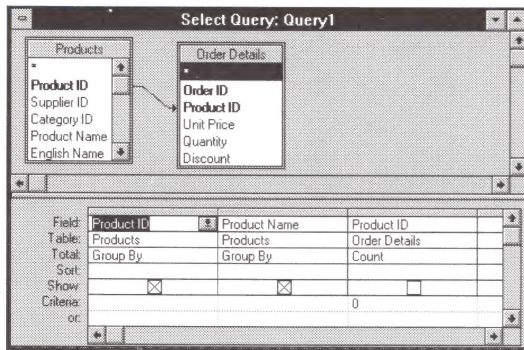 Select Query: Query1
Products
*
Product ID
Supplier ID
Category ID
Product Name
English Name
Order Details
*
Order ID
Product ID
Unit Price
Quantity
Discount
Field: Product ID Product Name Product ID
Table: Products Products Order Details
Total: Group By Group By Count
Sort:
Show:
Criteria: 0
or: